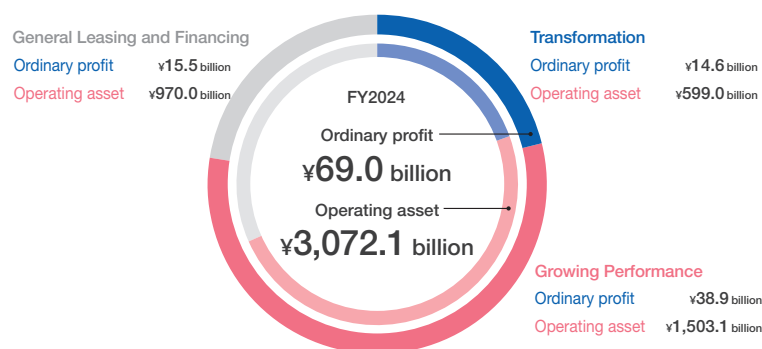 General Leasing and Financing
Ordinary profit ¥15.5 billion
Operating asset ¥970.0 billion
Transformation
Ordinary profit ¥14.6 billion
Operating asset ¥599.0 billion
FY2024
Ordinary profit
¥69.0 billion
Operating asset
¥3,072.1 billion
Growing Performance
Ordinary profit ¥38.9 billion
Operating asset ¥1,503.1 billion